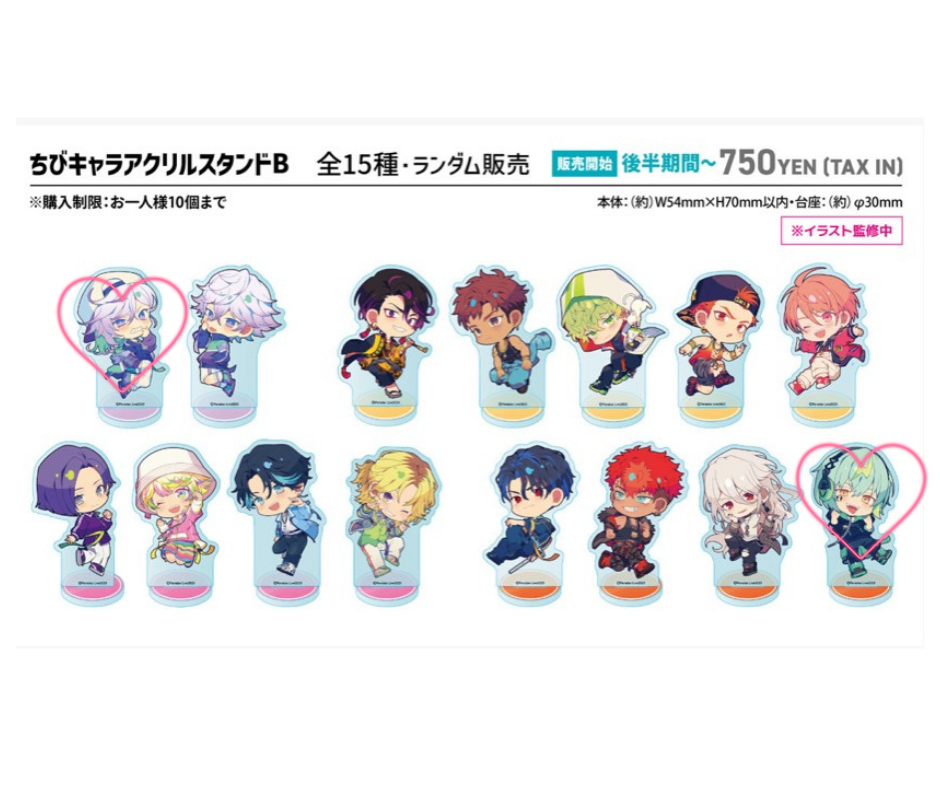 ちびキャラアクリルスタンドB 全15種・ランダム販売 販売開始 後半期間～750YEN (TAX IN)
※購入制限：お一人様10個まで 本体：(約)W54mm×H70mm以内・台座：(約) φ30mm
※イラスト監修中